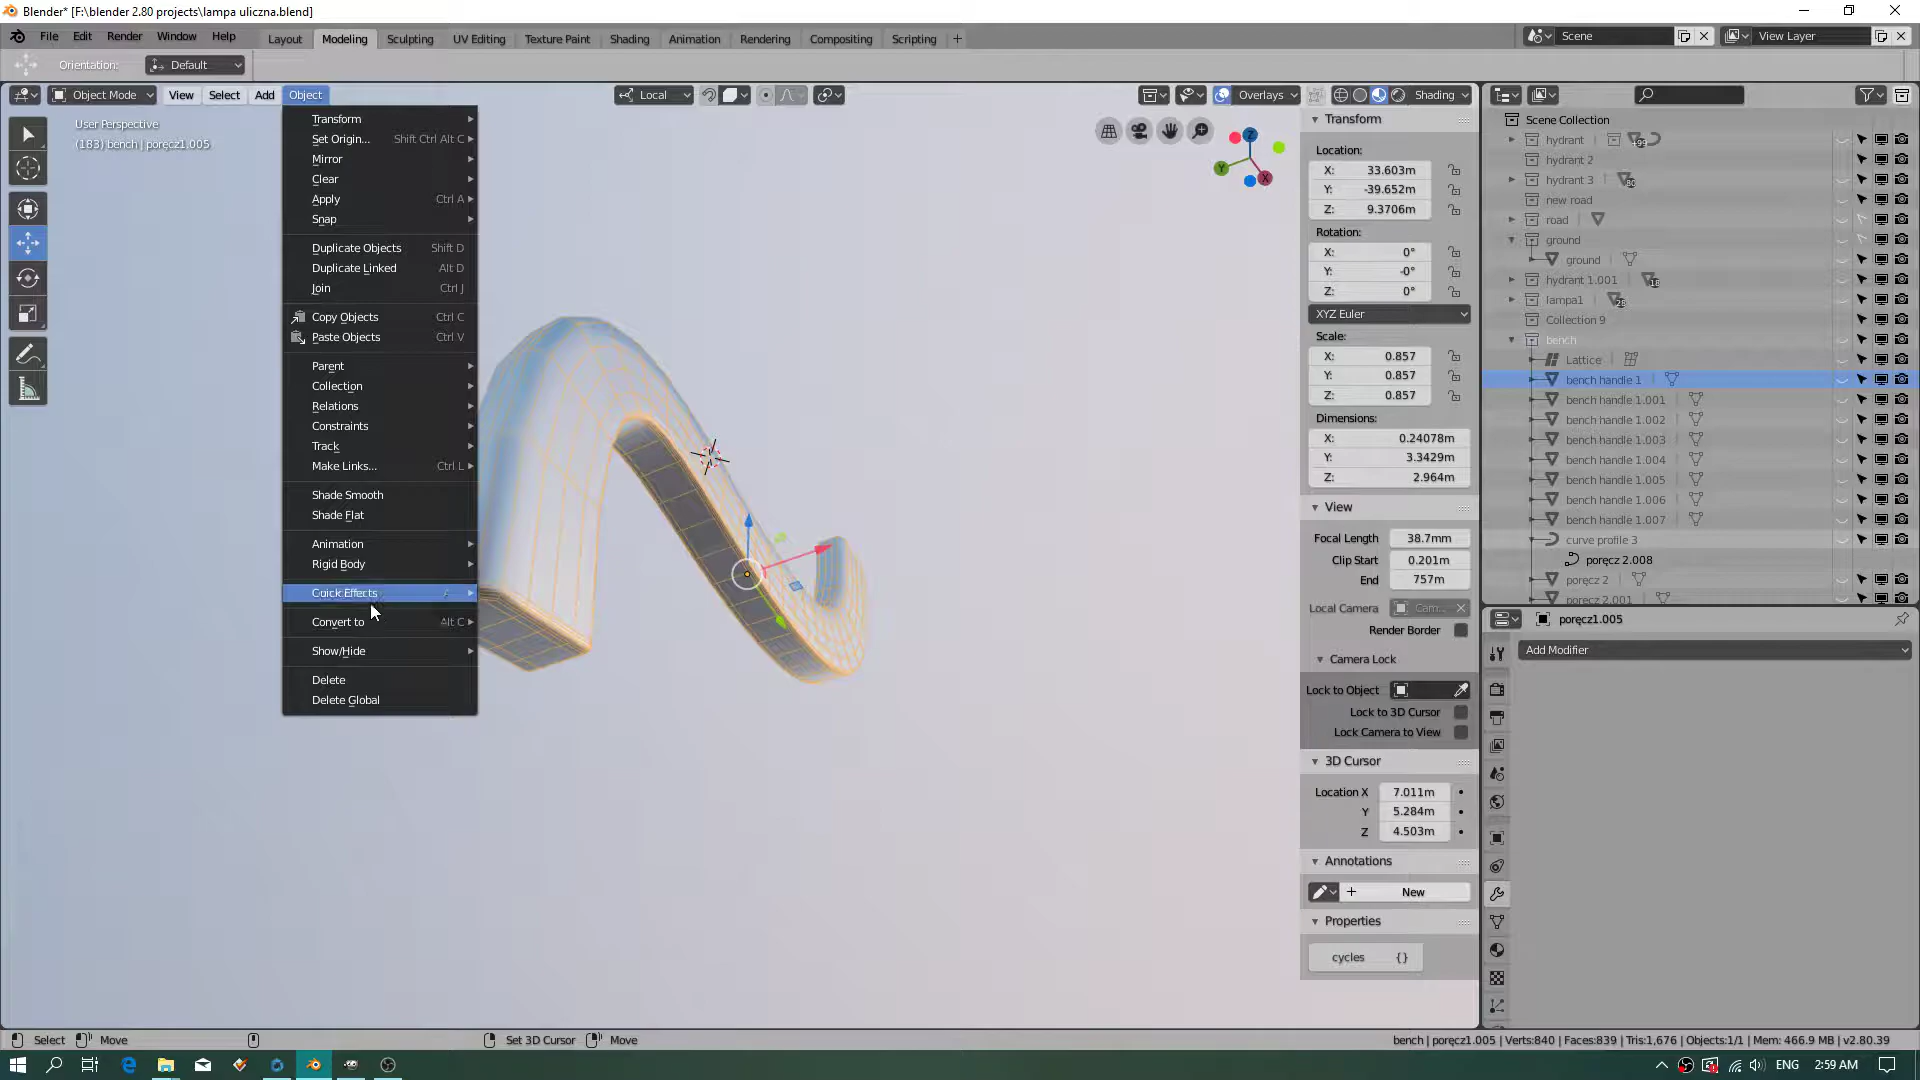 Blender* [F:\blender 2.80 projects\lampa uliczna.blend]
File Edit Render Window Help
Layout Modeling Sculpting UV Editing Texture Paint Shading Animation Rendering Compositing Scripting +
Scene
View Layer
Orientation: Default
Object Mode View Select Add Object
Local
Overlays
Shading
User Perspective
(183) bench | poręcz1.005
Transform
Set Origin... Shift Ctrl Alt C
Mirror
Clear
Apply Ctrl A
Snap
Duplicate Objects Shift D
Duplicate Linked Alt D
Join Ctrl J
Copy Objects Ctrl C
Paste Objects Ctrl V
Parent
Collection
Relations
Constraints
Track
Make Links... Ctrl L
Shade Smooth
Shade Flat
Animation
Rigid Body
Quick Effects
Convert to Alt C
Show/Hide
Delete
Delete Global
Z
Y
X
Transform
Location:
X: 33.603m
Y: -39.652m
Z: 9.3706m
Rotation:
X: 0°
Y: -0°
Z: 0°
XYZ Euler
Scale:
X: 0.857
Y: 0.857
Z: 0.857
Dimensions:
X: 0.24078m
Y: 3.3429m
Z: 2.964m
View
Focal Length 38.7mm
Clip Start 0.201m
End 757m
Local Camera Cam...
Render Border
Camera Lock
Lock to Object
Lock to 3D Cursor
Lock Camera to View
3D Cursor
Location X 7.011m
Y 5.284m
Z 4.503m
Annotations
New
Properties
cycles {}
Scene Collection
hydrant
hydrant 2
hydrant 3
new road
road
ground
ground
hydrant 1.001
lampa1
Collection 9
bench
Lattice
bench handle 1
bench handle 1.001
bench handle 1.002
bench handle 1.003
bench handle 1.004
bench handle 1.005
bench handle 1.006
bench handle 1.007
curve profile 3
poręcz 2.008
poręcz 2
poręcz 2.001
poręcz1.005
Add Modifier
Select Move Set 3D Cursor Move
bench | poręcz1.005 | Verts:840 | Faces:839 | Tris:1,676 | Objects:1/1 | Mem: 466.9 MB | v2.80.39
ENG 2:59 AM